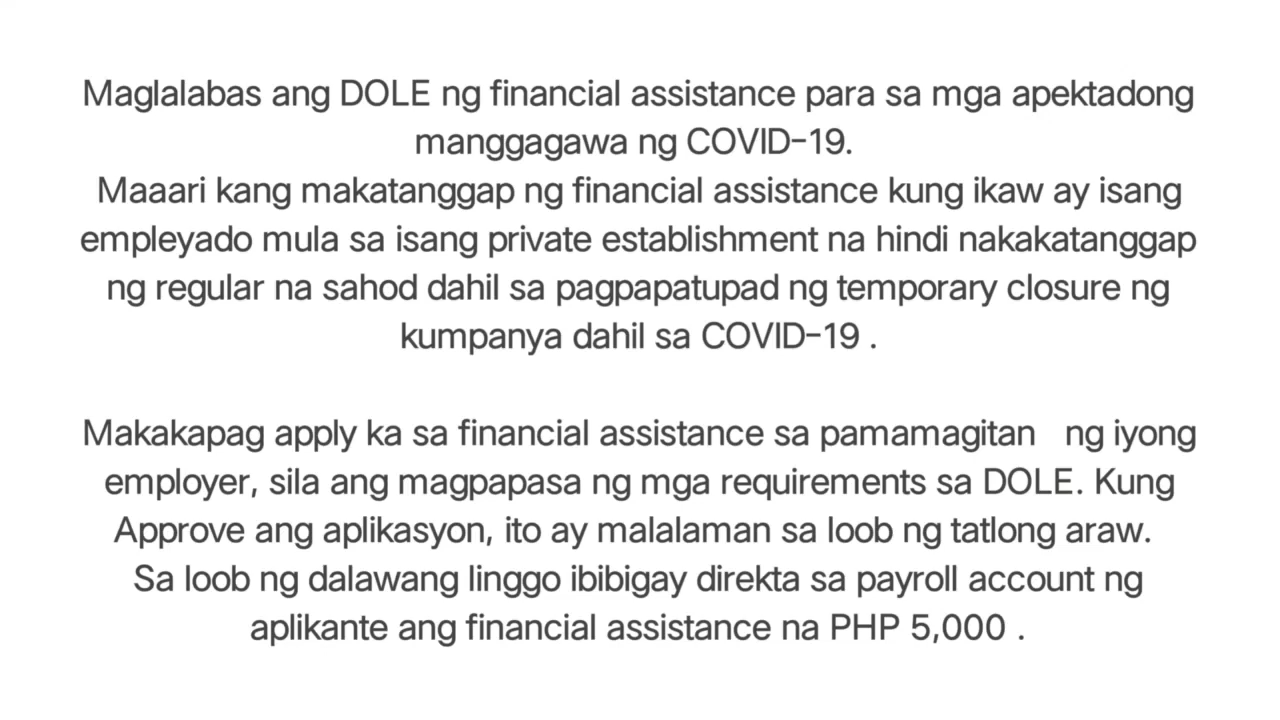 Maglalabas ang DOLE ng financial assistance para sa mga apektadong
manggagawa ng COVID-19.
Maaari kang makatanggap ng financial assistance kung ikaw ay isang
empleyado mula sa isang private establishment na hindi nakakatanggap
ng regular na sahod dahil sa pagpapatupad ng temporary closure ng
kumpanya dahil sa COVID-19 .
Makakapag apply ka sa financial assistance sa pamamagitan   ng iyong
employer, sila ang magpapasa ng mga requirements sa DOLE. Kung
Approve ang aplikasyon, ito ay malalaman sa loob ng tatlong araw.
Sa loob ng dalawang linggo ibibigay direkta sa payroll account ng
aplikante ang financial assistance na PHP 5,000 .